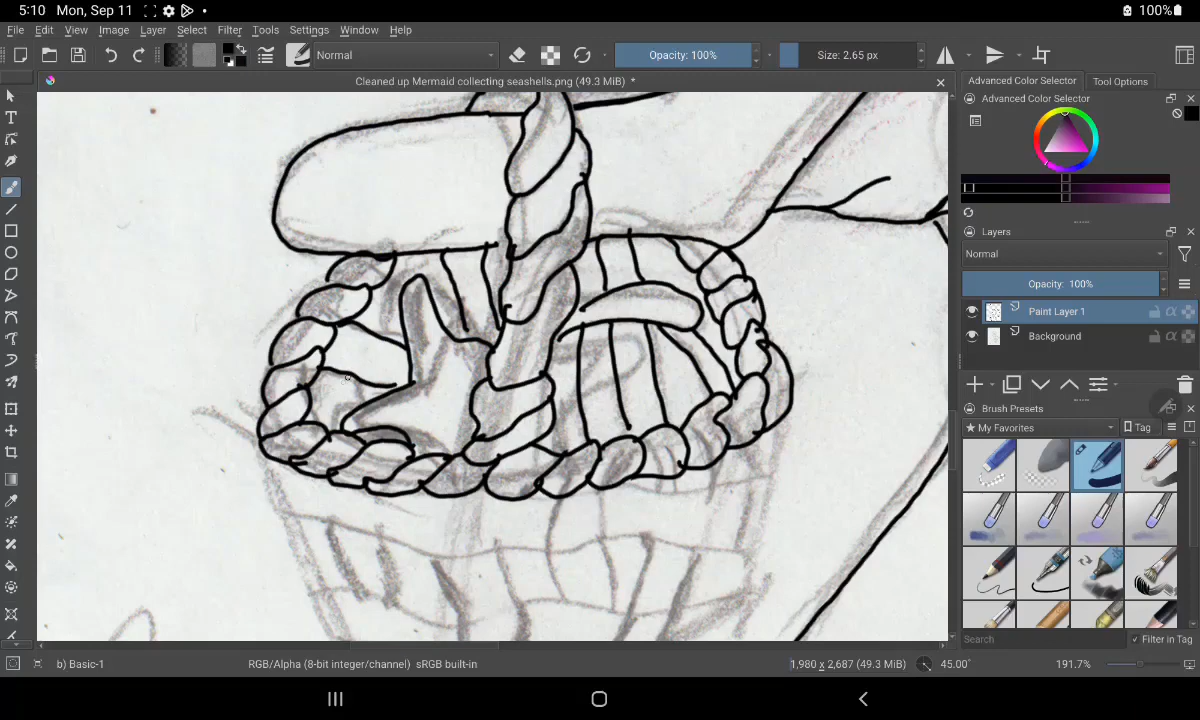 5:10 Mon, Sep 11
100%
File Edit View Image Layer Select Filter Tools Settings Window Help
Normal
Opacity: 100%
Size: 2.65 px
Cleaned up Mermaid collecting seashells.png (49.3 MiB) *
Advanced Color Selector Tool Options
Advanced Color Selector
Layers
Normal
Opacity: 100%
Paint Layer 1
Background
Brush Presets
★ My Favorites
Tag
Search
✓ Filter in Tag
b) Basic-1
RGB/Alpha (8-bit integer/channel) sRGB built-in
1,980 x 2,687 (49.3 MiB)
45.00°
191.7%